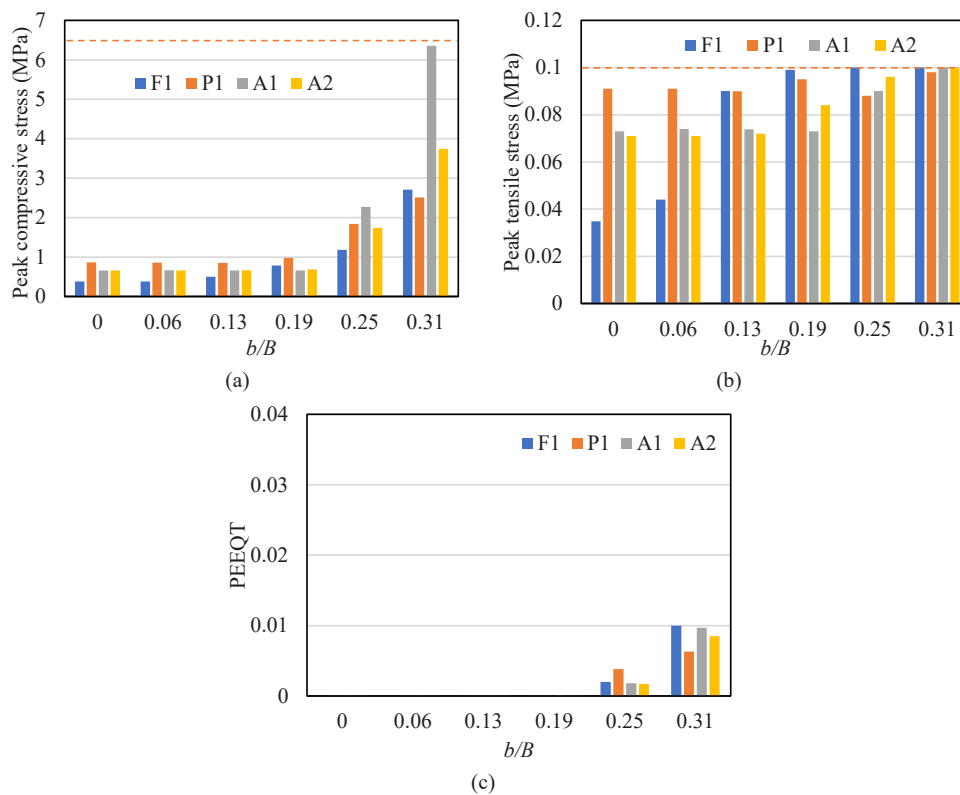 Peak compressive stress (MPa)
7
6
5
4
3
2
1
0
F1 P1 A1 A2
0 0.06 0.13 0.19 0.25 0.31
b/B
(a)
Peak tensile stress (MPa)
0.12
0.1
0.08
0.06
0.04
0.02
0
F1 P1 A1 A2
0 0.06 0.13 0.19 0.25 0.31
b/B
(b)
PEEQT
0.04
0.03
0.02
0.01
0
F1 P1 A1 A2
0 0.06 0.13 0.19 0.25 0.31
b/B
(c)